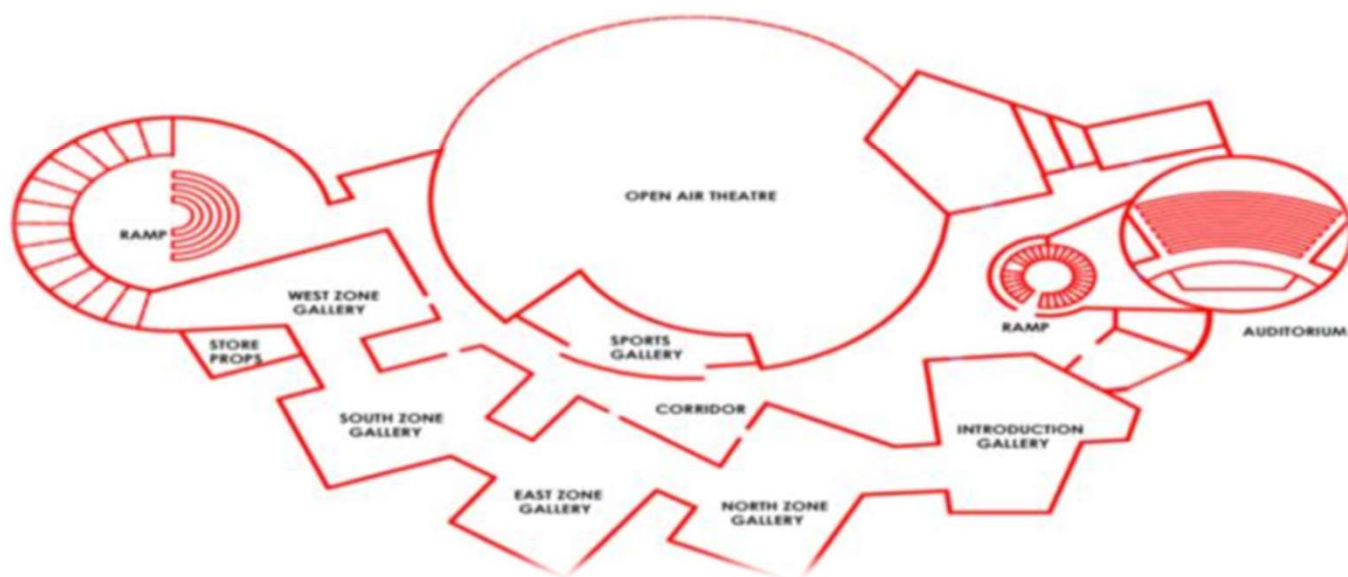 OPEN AIR THEATRE
RAMP
WEST ZONE
GALLERY
STORE
PROPS
SPORTS
GALLERY
RAMP
AUDITORIUM
CORRIDOR
SOUTH ZONE
GALLERY
INTRODUCTION
GALLERY
EAST ZONE
GALLERY
NORTH ZONE
GALLERY